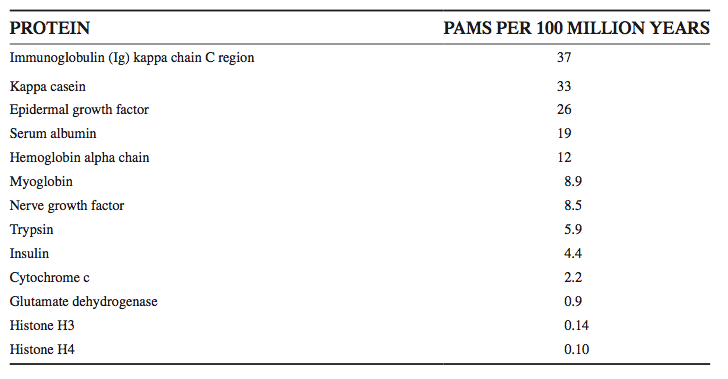 PROTEIN PAMS PER 100 MILLION YEARS
Immunoglobulin (Ig) kappa chain C region 37
Kappa casein 33
Epidermal growth factor 26
Serum albumin 19
Hemoglobin alpha chain 12
Myoglobin 8.9
Nerve growth factor 8.5
Trypsin 5.9
Insulin 4.4
Cytochrome c 2.2
Glutamate dehydrogenase 0.9
Histone H3 0.14
Histone H4 0.10